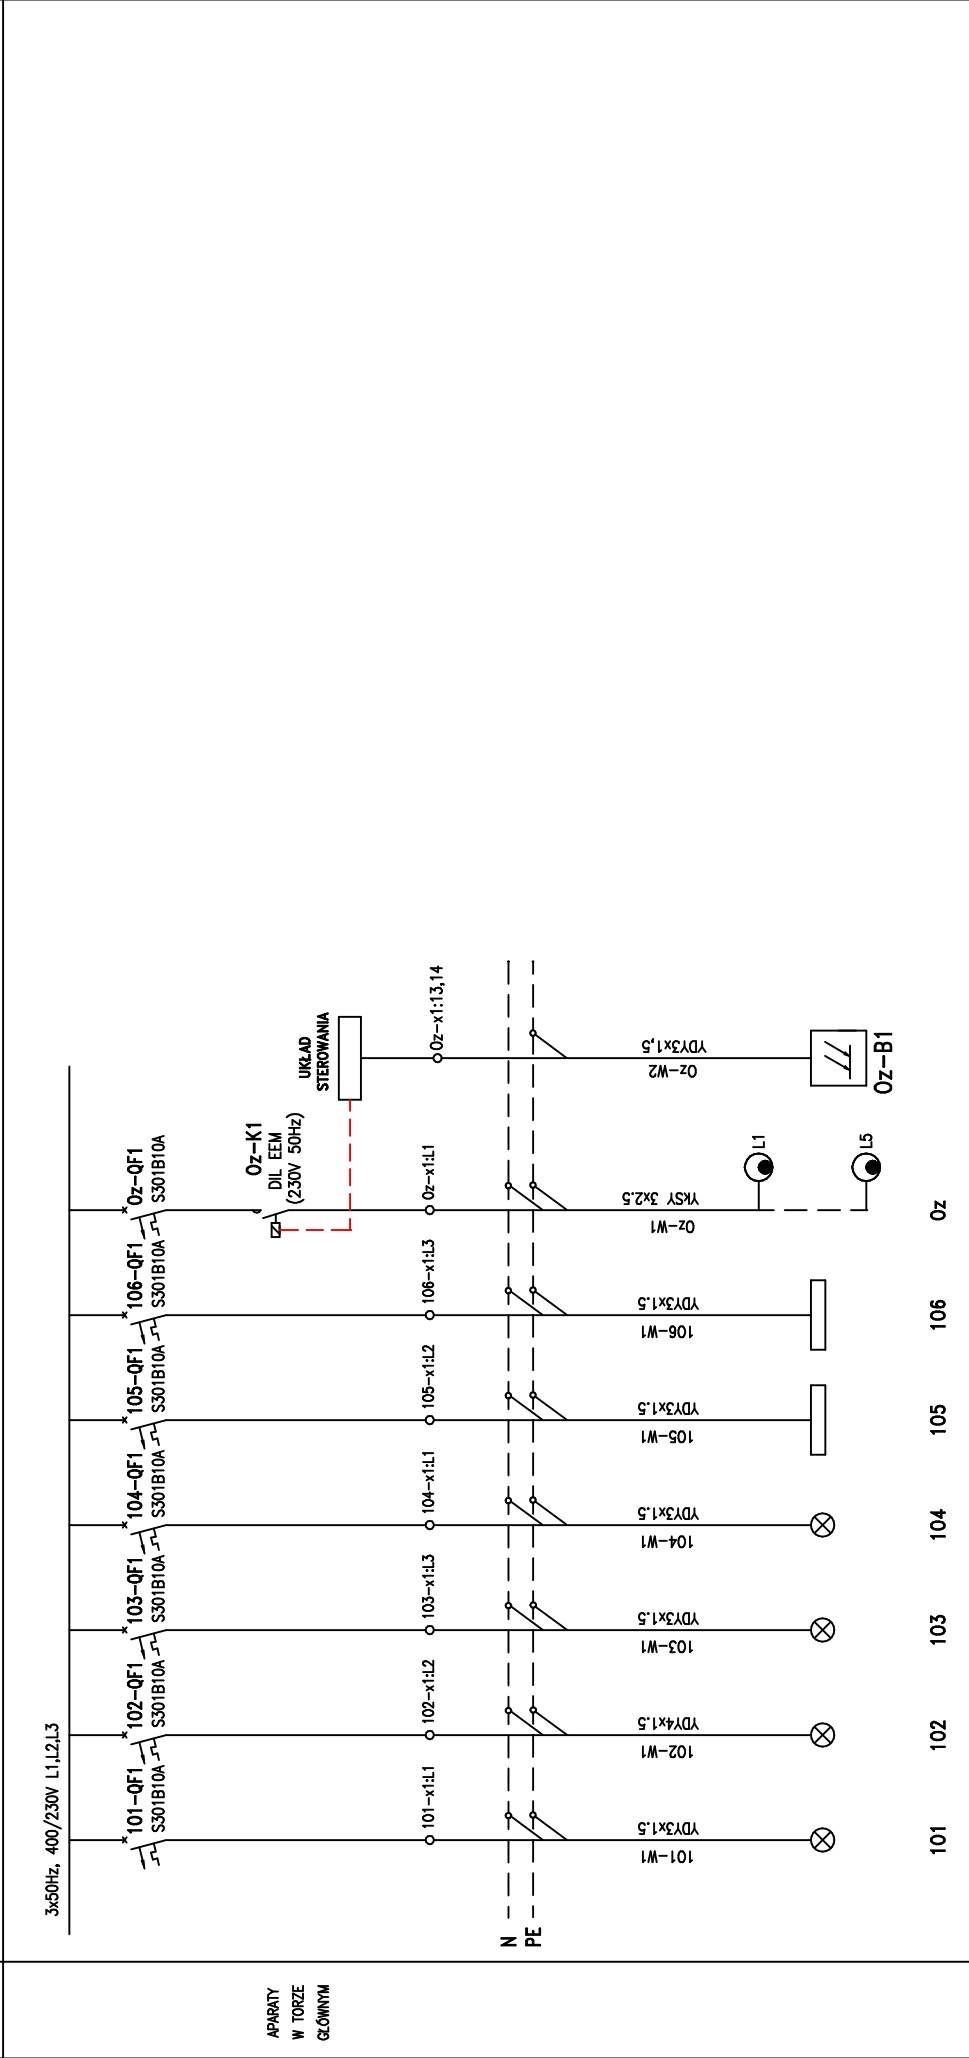 3x50Hz, 400/230V L1,L2,L3
101-QF1
S301B10A
102-QF1
S301B10A
103-QF1
S301B10A
104-QF1
S301B10A
105-QF1
S301B10A
106-QF1
S301B10A
Oz-QF1
S301B10A
APARATY
W TORZE
GŁÓWNYM
Oz-K1
DIL EEM
(230V 50Hz)
UKŁAD
STEROWANIA
101-x1:L1
102-x1:L2
103-x1:L3
104-x1:L1
105-x1:L2
106-x1:L3
Oz-x1:L1
Oz-x1:13,14
N
PE
101-W1
YDY3x1.5
102-W1
YDY4x1.5
103-W1
YDY3x1.5
104-W1
YDY3x1.5
105-W1
YDY3x1.5
106-W1
YDY3x1.5
Oz-W1
YKSY 3x2.5
Oz-W2
YDY3x1,5
L1
L5
Oz-B1
101
102
103
104
105
106
Oz